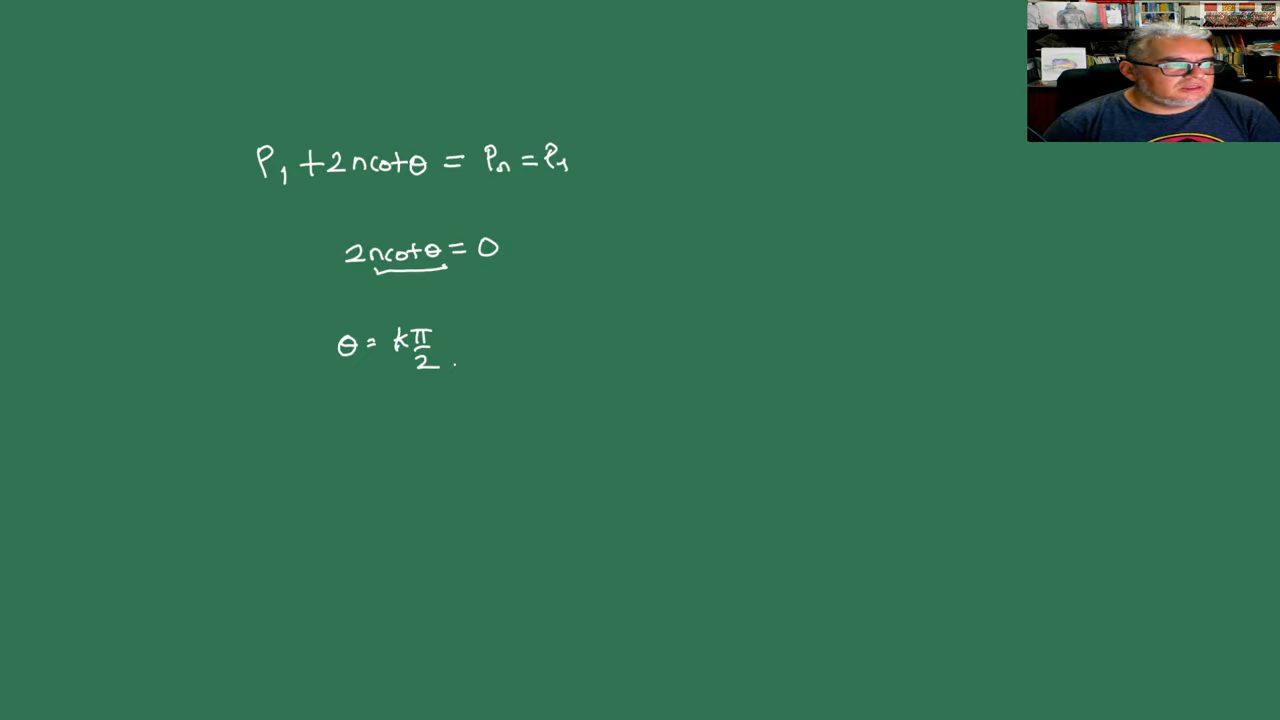 P₁ + 2ncotθ = Pₙ = P₁
2ncotθ = 0
θ = kπ/2